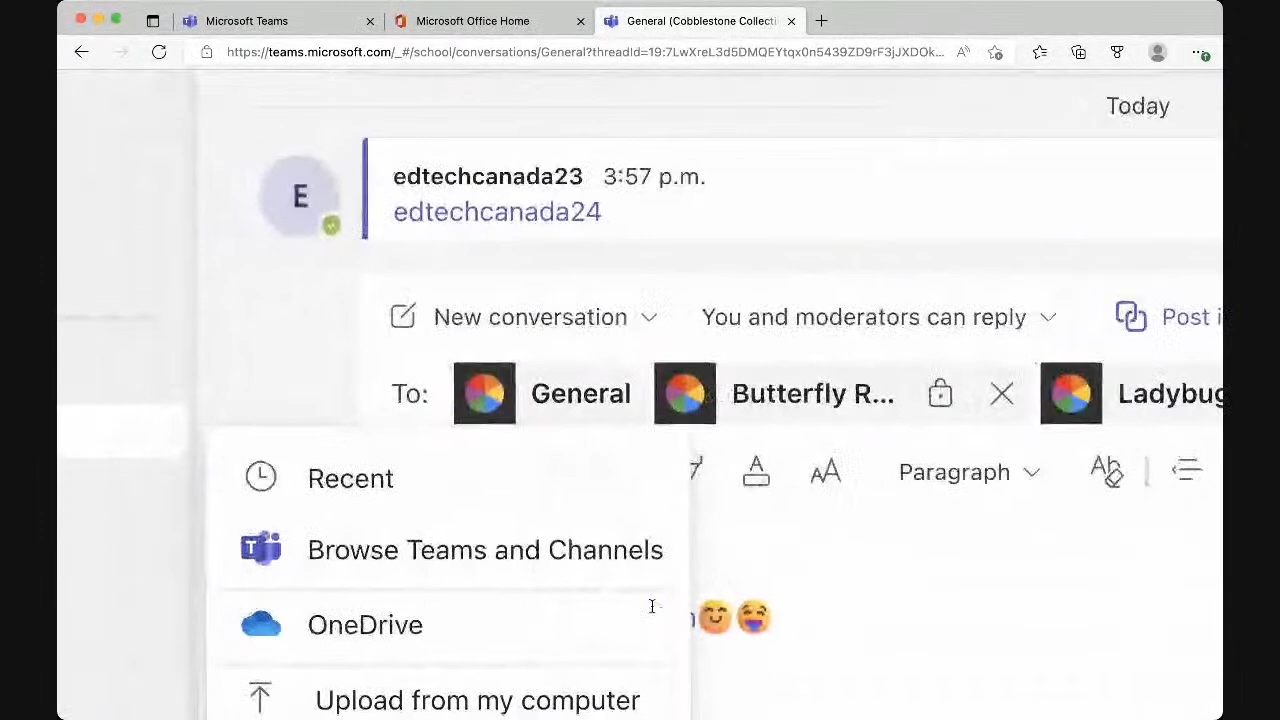 Microsoft Teams
Microsoft Office Home
General (Cobblestone Collecti
https://teams.microsoft.com/_#/school/conversations/General?threadId=19:7LwXreL3d5DMQEYtqx0n5439ZD9rF3jJXDOk...
Today
E
edtechcanada23 3:57 p.m.
edtechcanada24
New conversation
You and moderators can reply
Post i
To: General Butterfly R... Ladybug
Paragraph
Recent
Browse Teams and Channels
OneDrive
Upload from my computer